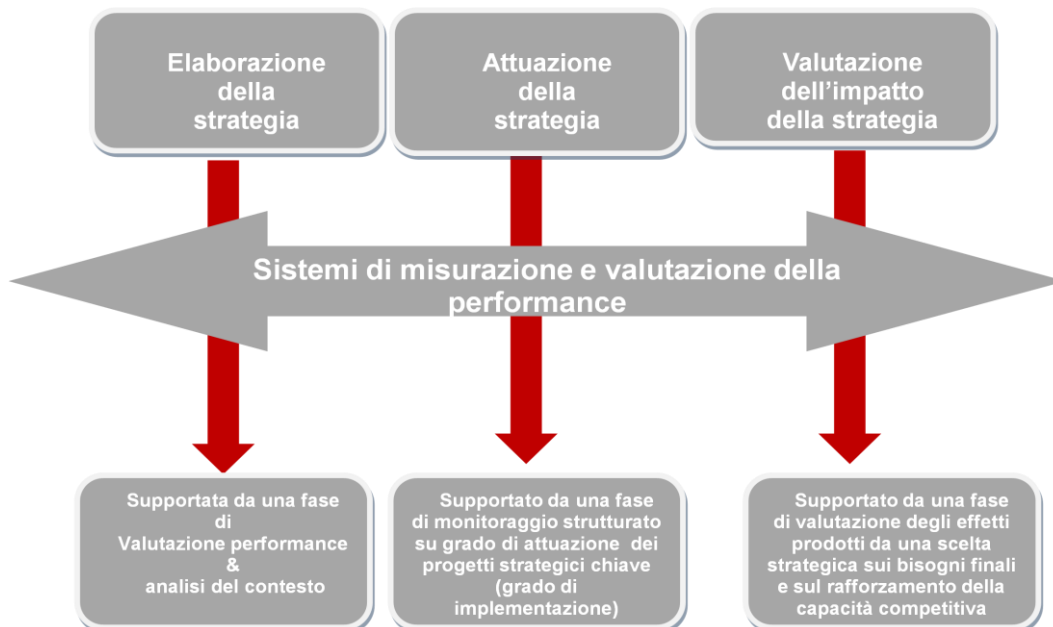 Elaborazione
della
strategia
Attuazione
della
strategia
Valutazione
dell'impatto
della strategia
Sistemi di misurazione e valutazione della
performance
Supportata da una fase
di
Valutazione performance
&
analisi del contesto
Supportato da una fase
di monitoraggio strutturato
su grado di attuazione dei
progetti strategici chiave
(grado di
implementazione)
Supportato da una fase
di valutazione degli effetti
prodotti da una scelta
strategica sui bisogni finali
e sul rafforzamento della
capacità competitiva